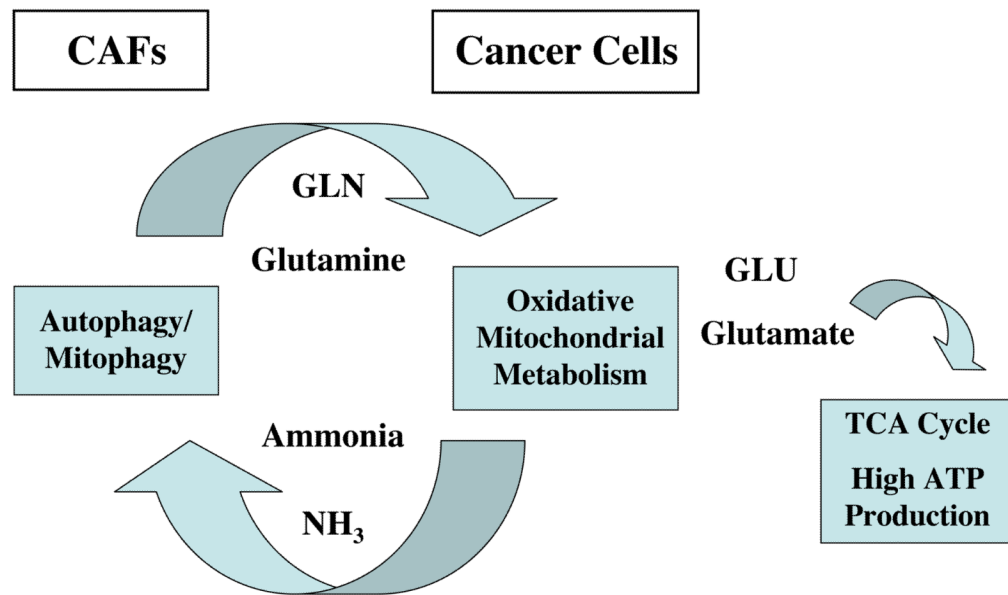 CAFs
Cancer Cells
GLN
Glutamine
Autophagy/
Mitophagy
Oxidative
Mitochondrial
Metabolism
GLU
Glutamate
Ammonia
NH₃
TCA Cycle
High ATP
Production